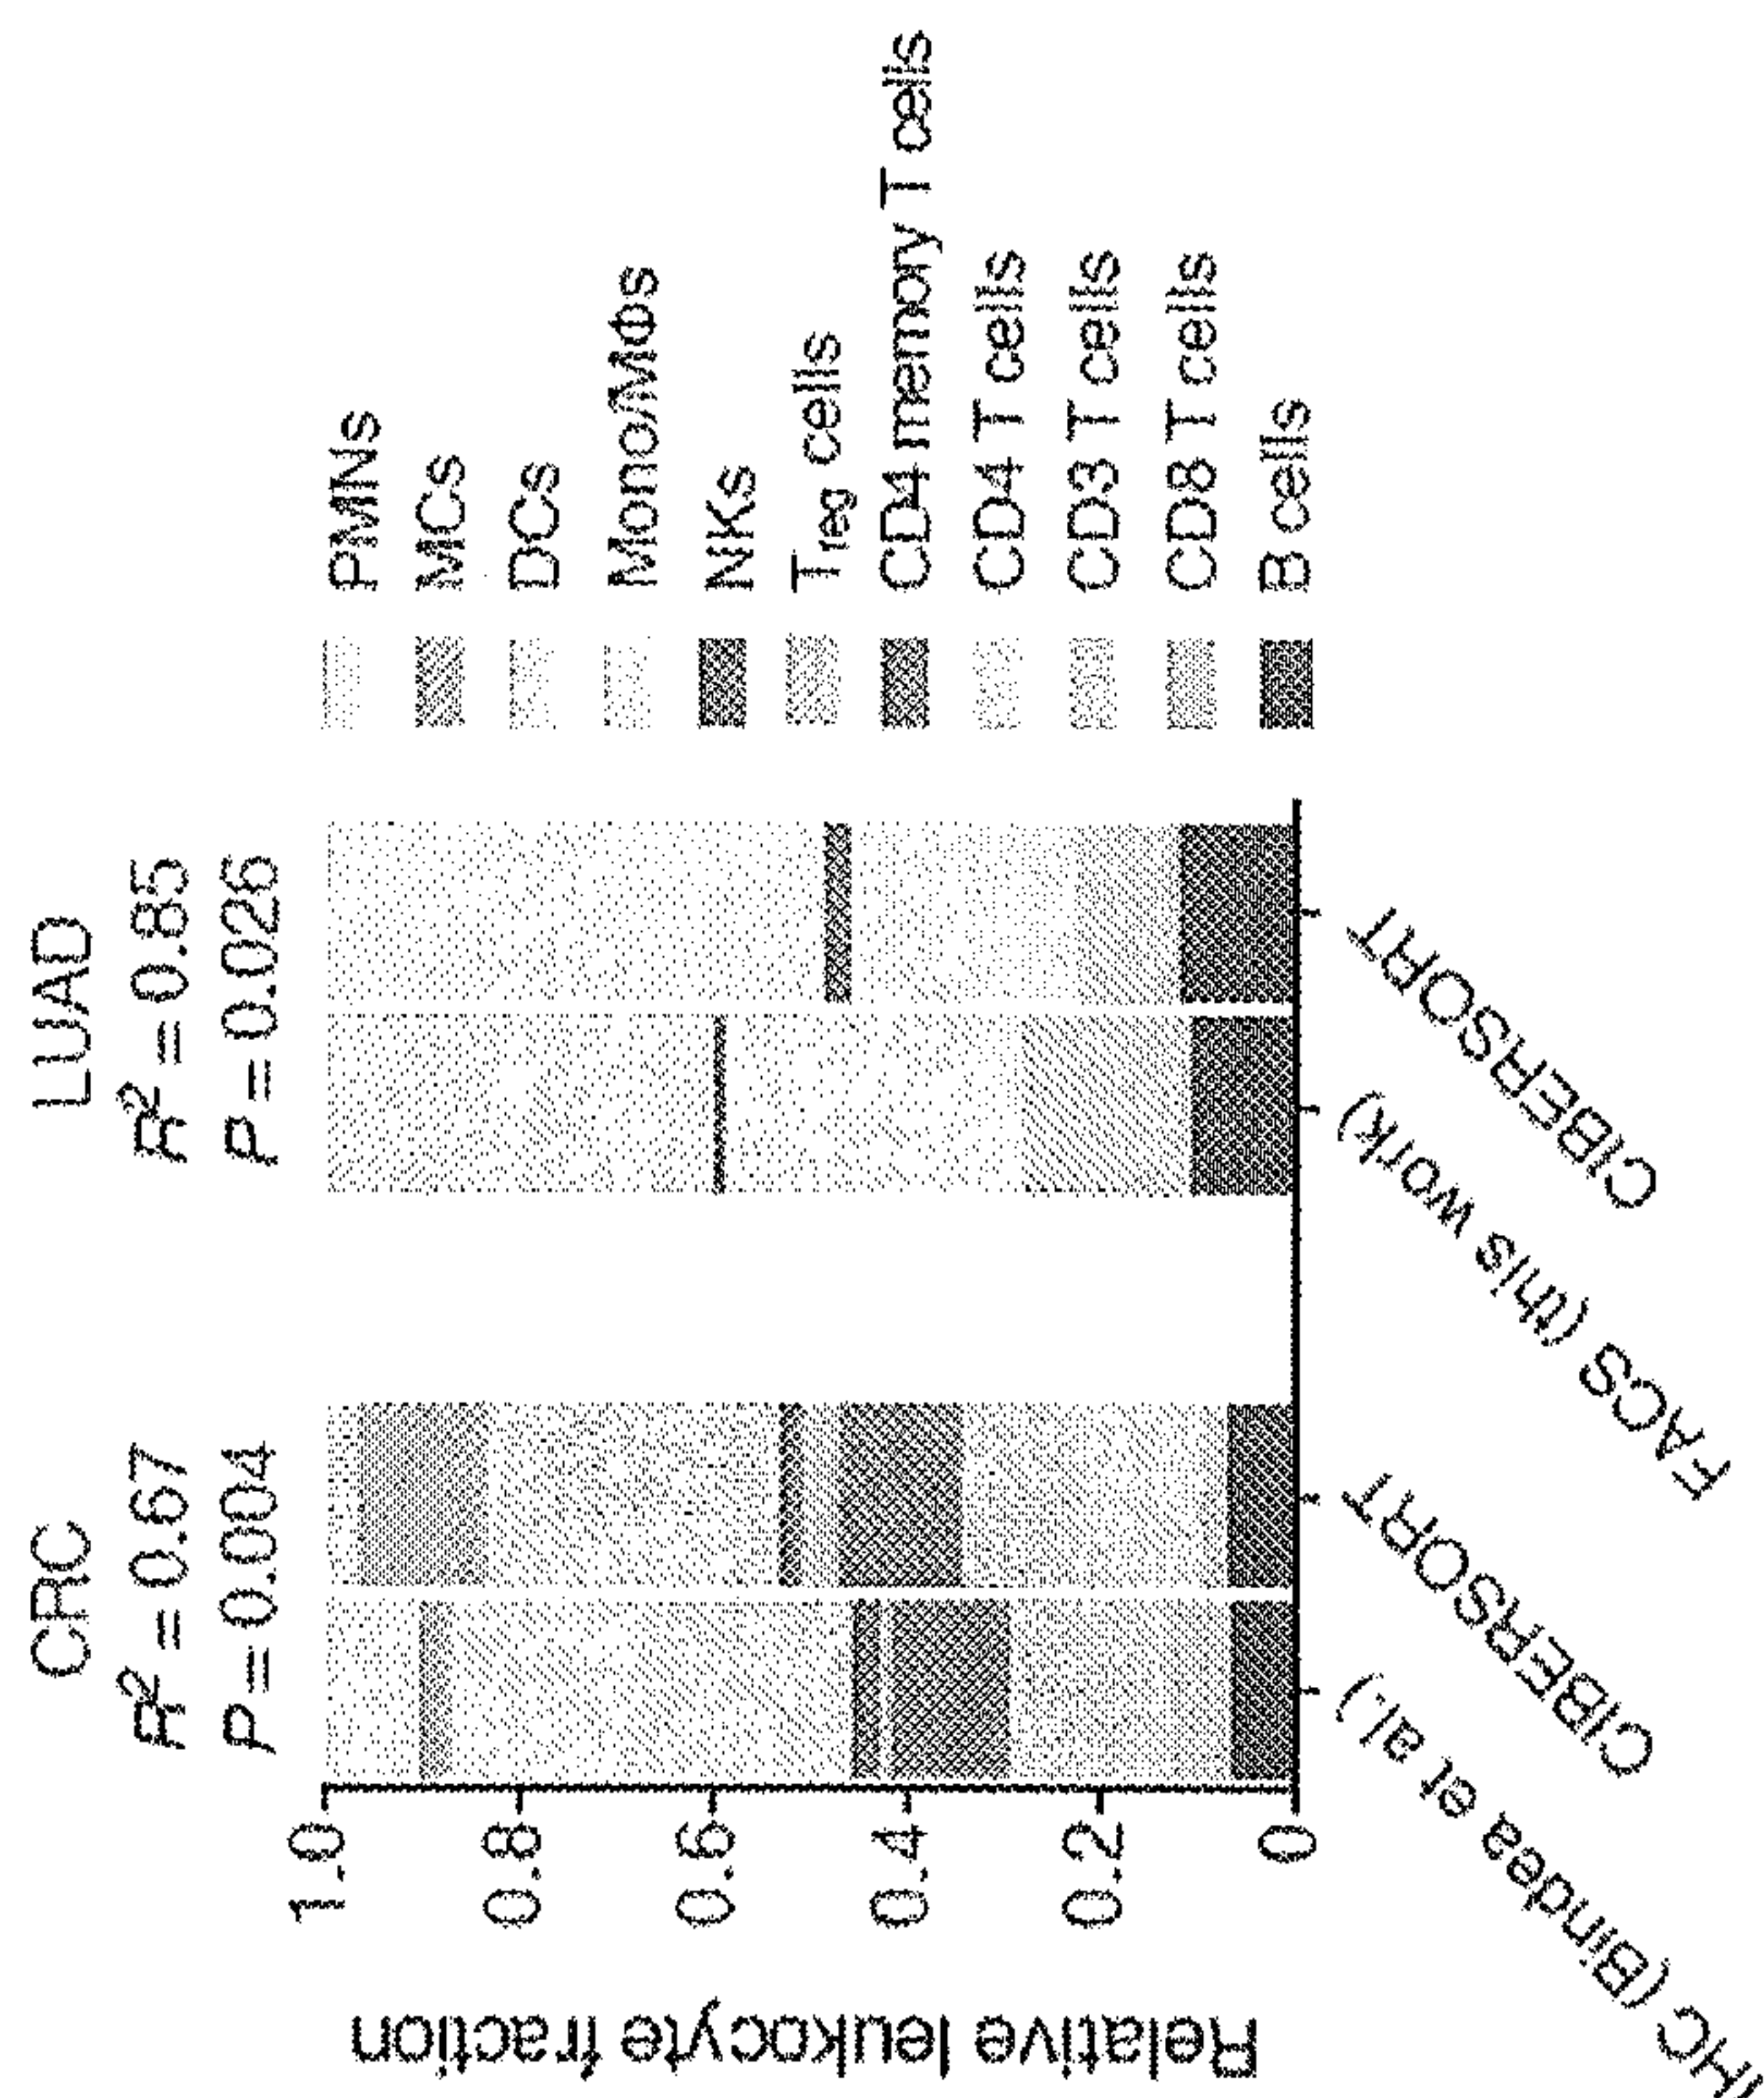 CRC
R² = 0.67
P = 0.004
LUAD
R² = 0.85
P = 0.026
Relative leukocyte fraction
1.0
0.8
0.6
0.4
0.2
0
IHC (Bindea et al.)
CIBERSORT
FACS (this work)
CIBERSORT
PMNs
MCs
DCs
Mono/MΦs
NKs
Treg cells
CD4 memory T cells
CD4 T cells
CD3 T cells
CD8 T cells
B cells